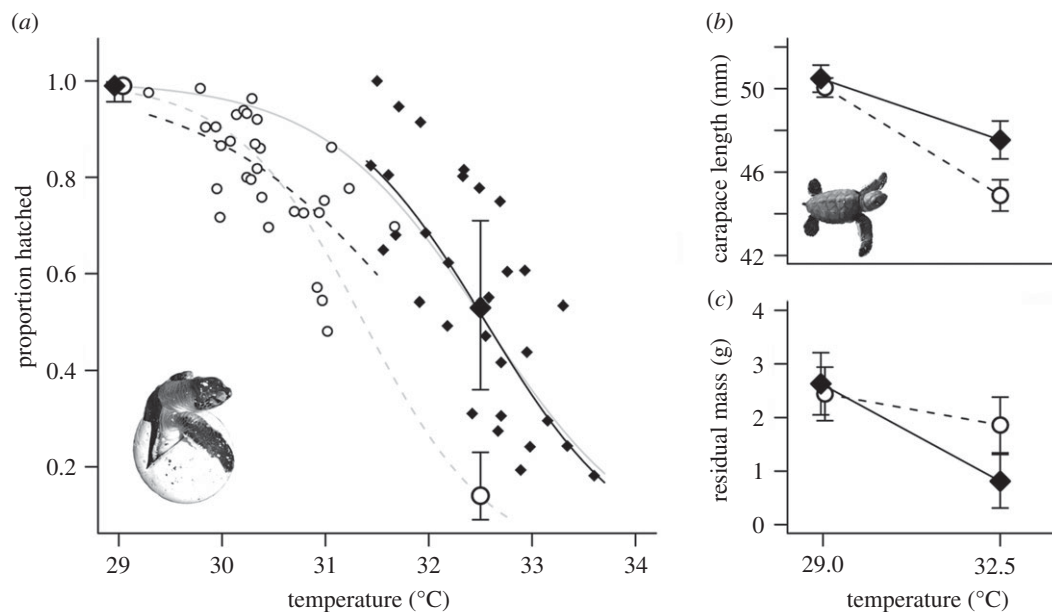 (a)
1.0
0.8
0.6
0.4
0.2
proportion hatched
29
30
31
32
33
34
temperature (°C)
(b)
50
46
42
carapace length (mm)
(c)
4
3
2
1
0
residual mass (g)
29.0
32.5
temperature (°C)